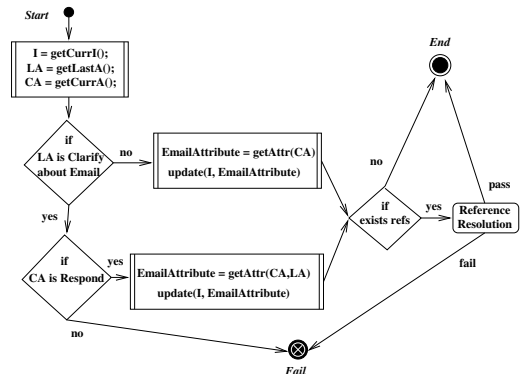 Start
I = getCurrI();
LA = getLastA();
CA = getCurrA();
End
if
LA is Clarify
about Email
no
EmailAttribute = getAttr(CA)
update(I, EmailAttribute)
no
pass
yes
if
exists refs
yes
Reference
Resolution
if
CA is Respond
yes
EmailAttribute = getAttr(CA,LA)
update(I, EmailAttribute)
fail
no
Fail